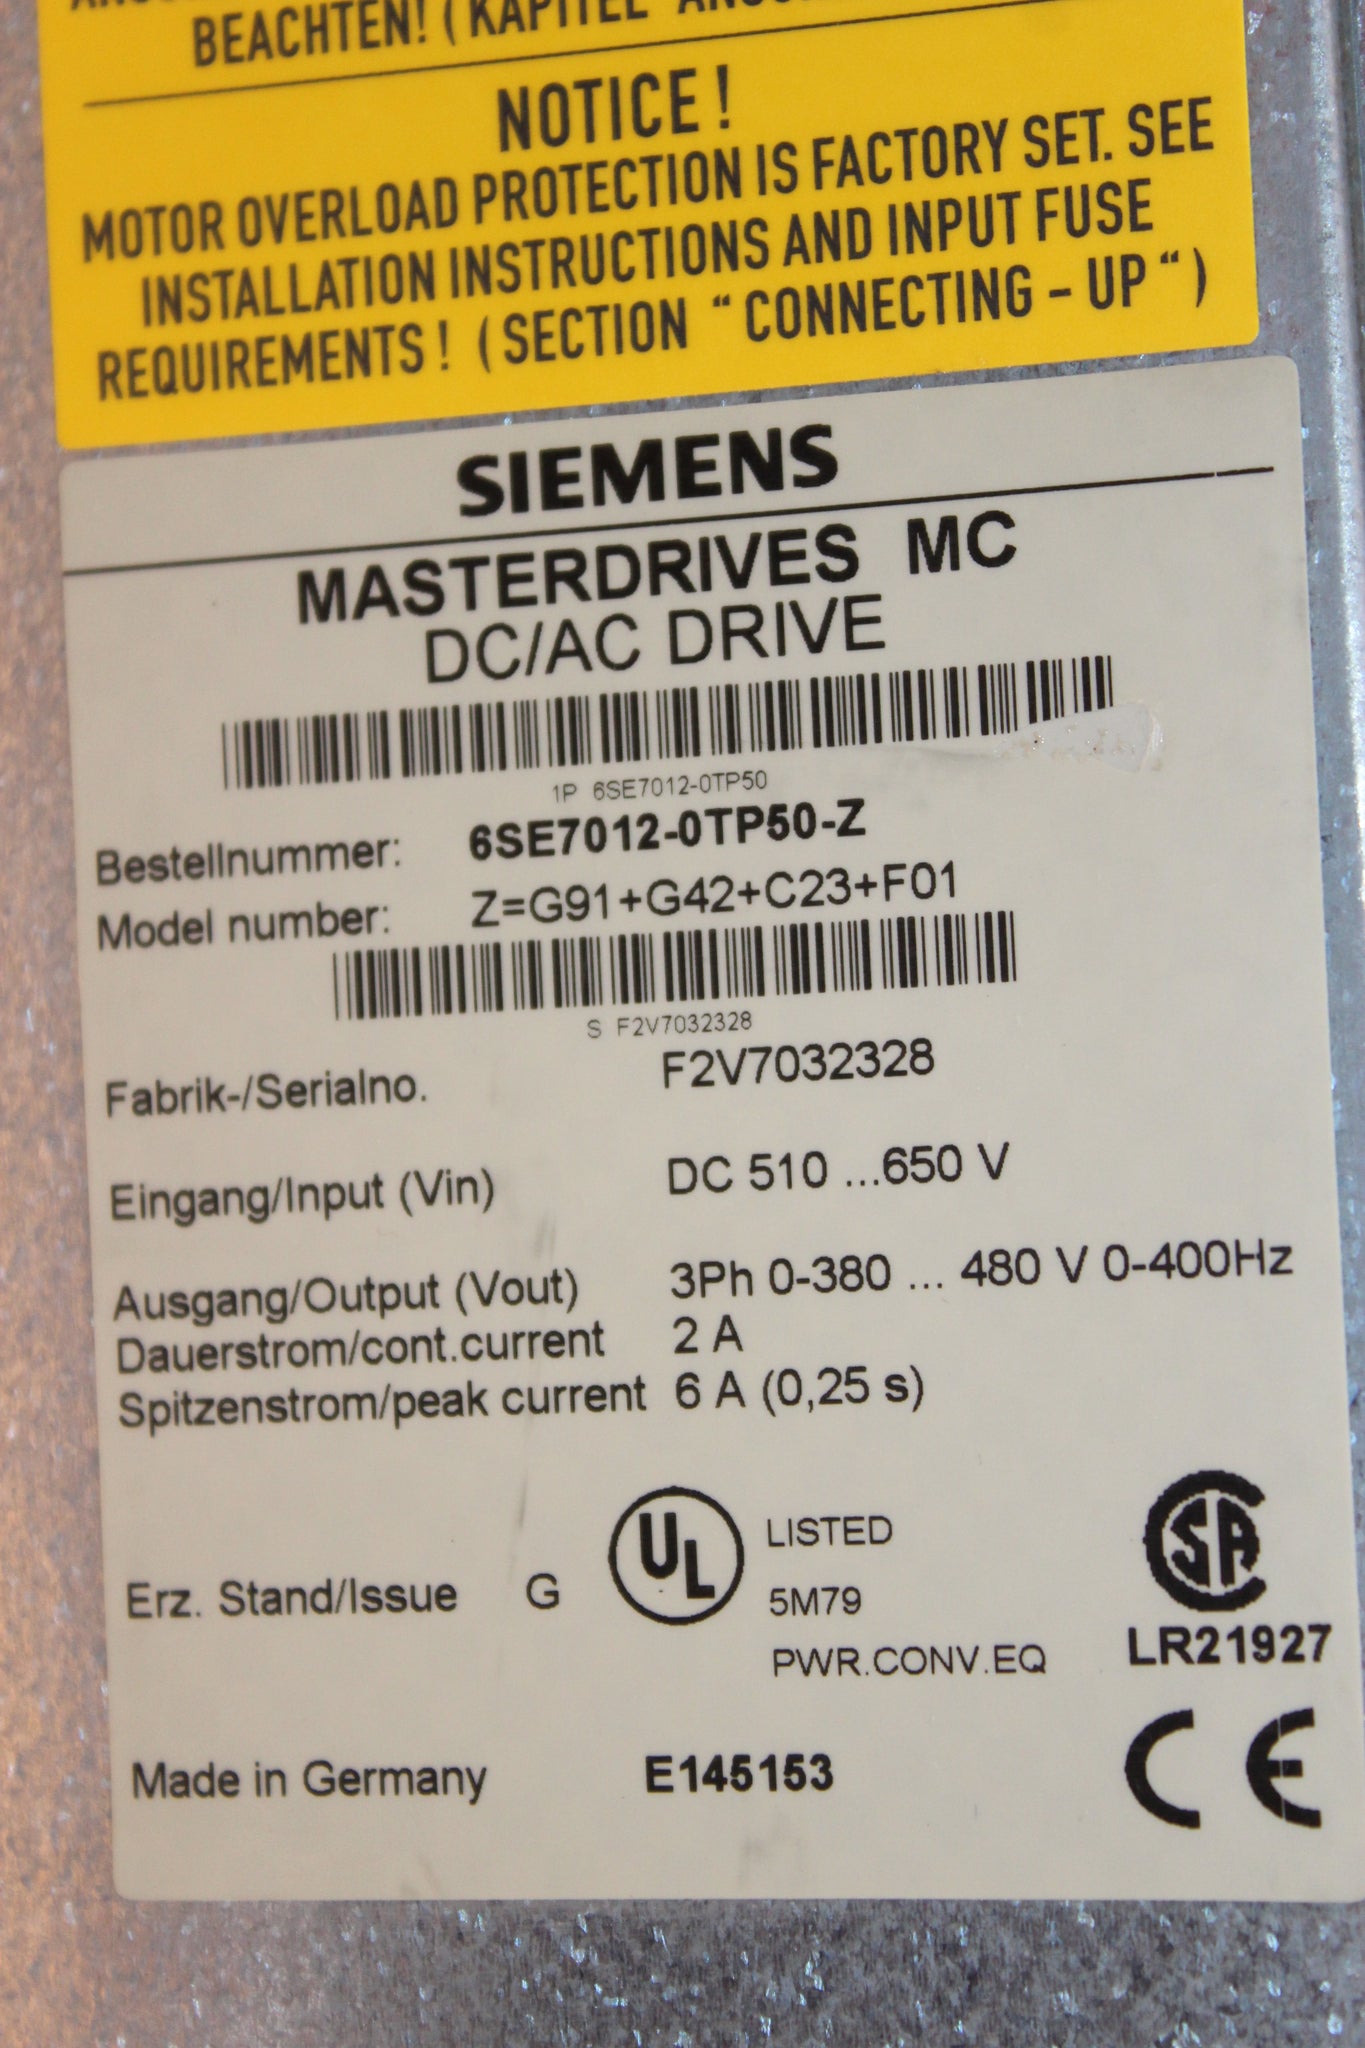 BEACHTEN! ( KAPITEL
NOTICE !
MOTOR OVERLOAD PROTECTION IS FACTORY SET. SEE
INSTALLATION INSTRUCTIONS AND INPUT FUSE
REQUIREMENTS ! ( SECTION “ CONNECTING - UP “ )
SIEMENS
MASTERDRIVES MC
DC/AC DRIVE
1P 6SE7012-0TP50
Bestellnummer: 6SE7012-0TP50-Z
Model number: Z=G91+G42+C23+F01
S F2V7032328
Fabrik-/Serialno. F2V7032328
Eingang/Input (Vin) DC 510 ...650 V
Ausgang/Output (Vout) 3Ph 0-380 ... 480 V 0-400Hz
Dauerstrom/cont.current 2 A
Spitzenstrom/peak current 6 A (0,25 s)
UL LISTED
SA
Erz. Stand/Issue G 5M79
PWR.CONV.EQ
LR21927
Made in Germany E145153
CE